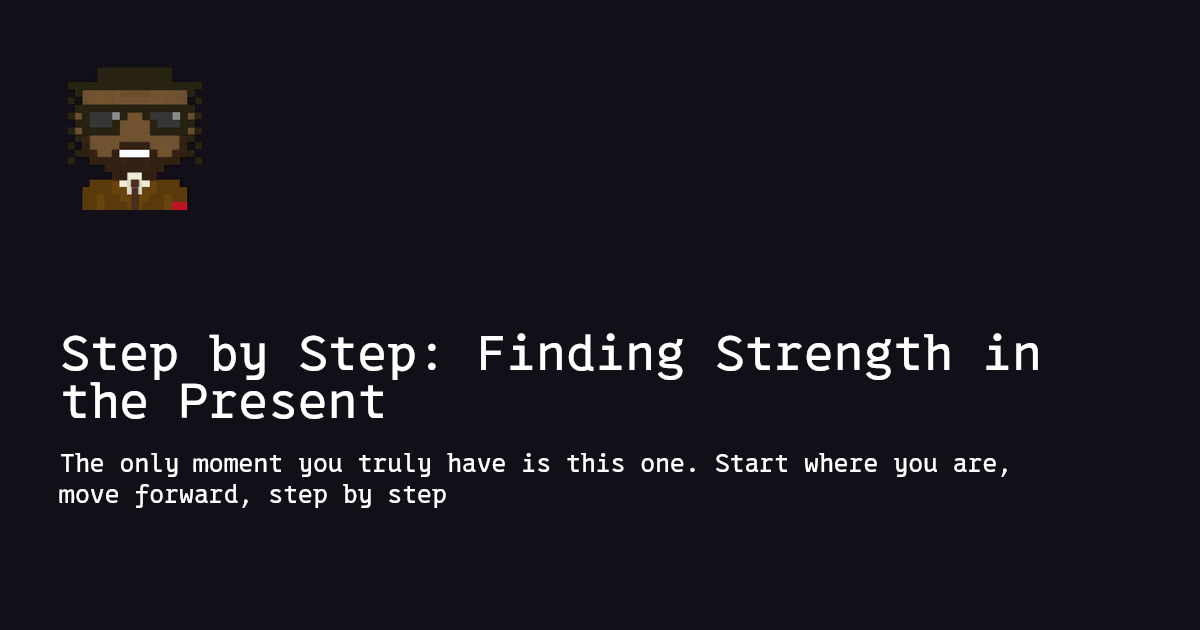 Step by Step: Finding Strength in
the Present
The only moment you truly have is this one. Start where you are,
move forward, step by step